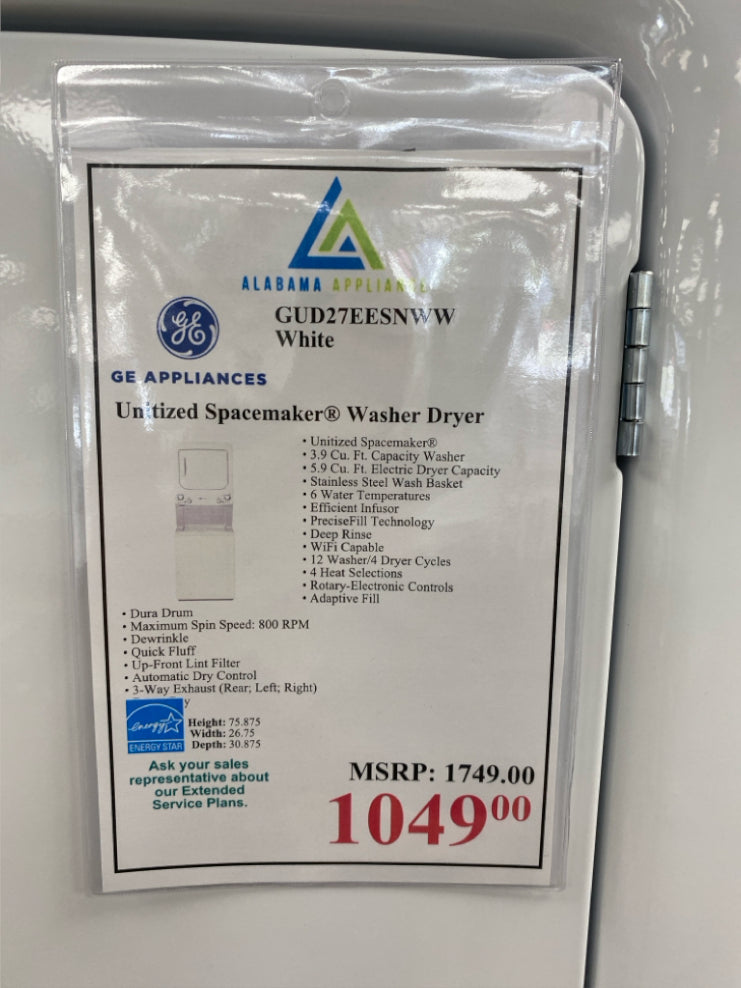 ALABAMA APPLIANCE
GE
GUD27EESNWW
White
GE APPLIANCES
Unitized Spacemaker® Washer Dryer
• Unitized Spacemaker®
• 3.9 Cu. Ft. Capacity Washer
• 5.9 Cu. Ft. Electric Dryer Capacity
• Stainless Steel Wash Basket
• 6 Water Temperatures
• Efficient Infusor
• PreciseFill Technology
• Deep Rinse
• WiFi Capable
• 12 Washer/4 Dryer Cycles
• 4 Heat Selections
• Rotary-Electronic Controls
• Adaptive Fill
• Dura Drum
• Maximum Spin Speed: 800 RPM
• Dewrinkle
• Quick Fluff
• Up-Front Lint Filter
• Automatic Dry Control
• 3-Way Exhaust (Rear; Left; Right)
energy
ENERGY STAR
Height: 75.875
Width: 26.75
Depth: 30.875
Ask your sales
representative about
our Extended
Service Plans.
MSRP: 1749.00
1049⁰⁰